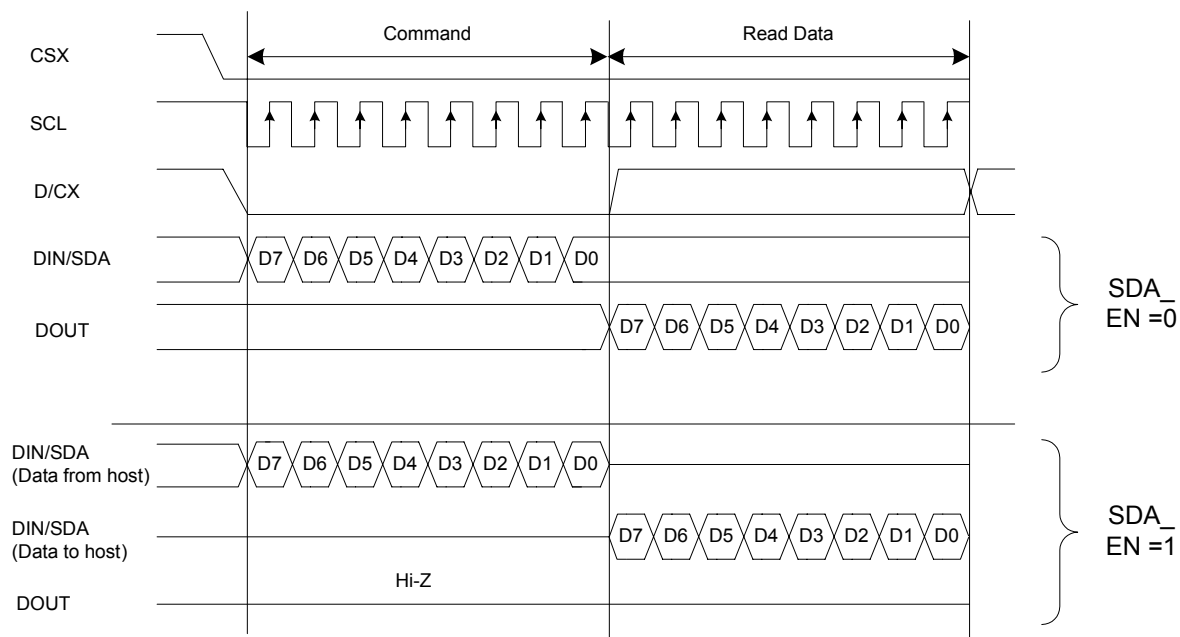 Command Read Data
CSX
SCL
D/CX
DIN/SDA D7 D6 D5 D4 D3 D2 D1 D0
DOUT D7 D6 D5 D4 D3 D2 D1 D0
SDA_
EN =0
DIN/SDA
(Data from host) D7 D6 D5 D4 D3 D2 D1 D0
DIN/SDA
(Data to host) D7 D6 D5 D4 D3 D2 D1 D0
SDA_
EN =1
Hi-Z
DOUT